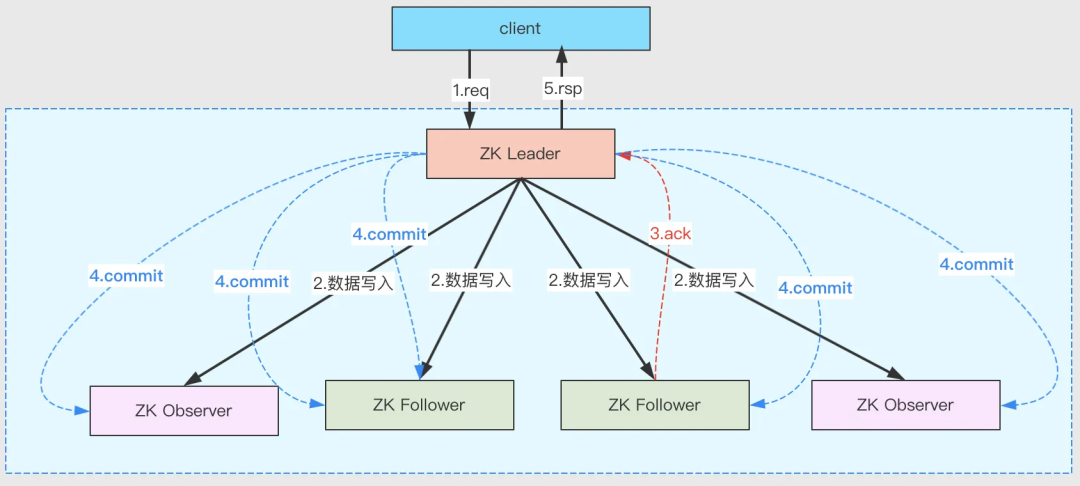 client
1.req
5.rsp
ZK Leader
4.commit
3.ack
4.commit
4.commit
2.数据写入
2.数据写入
2.数据写入
2.数据写入
4.commit
4.commit
ZK Observer
ZK Follower
ZK Follower
ZK Observer